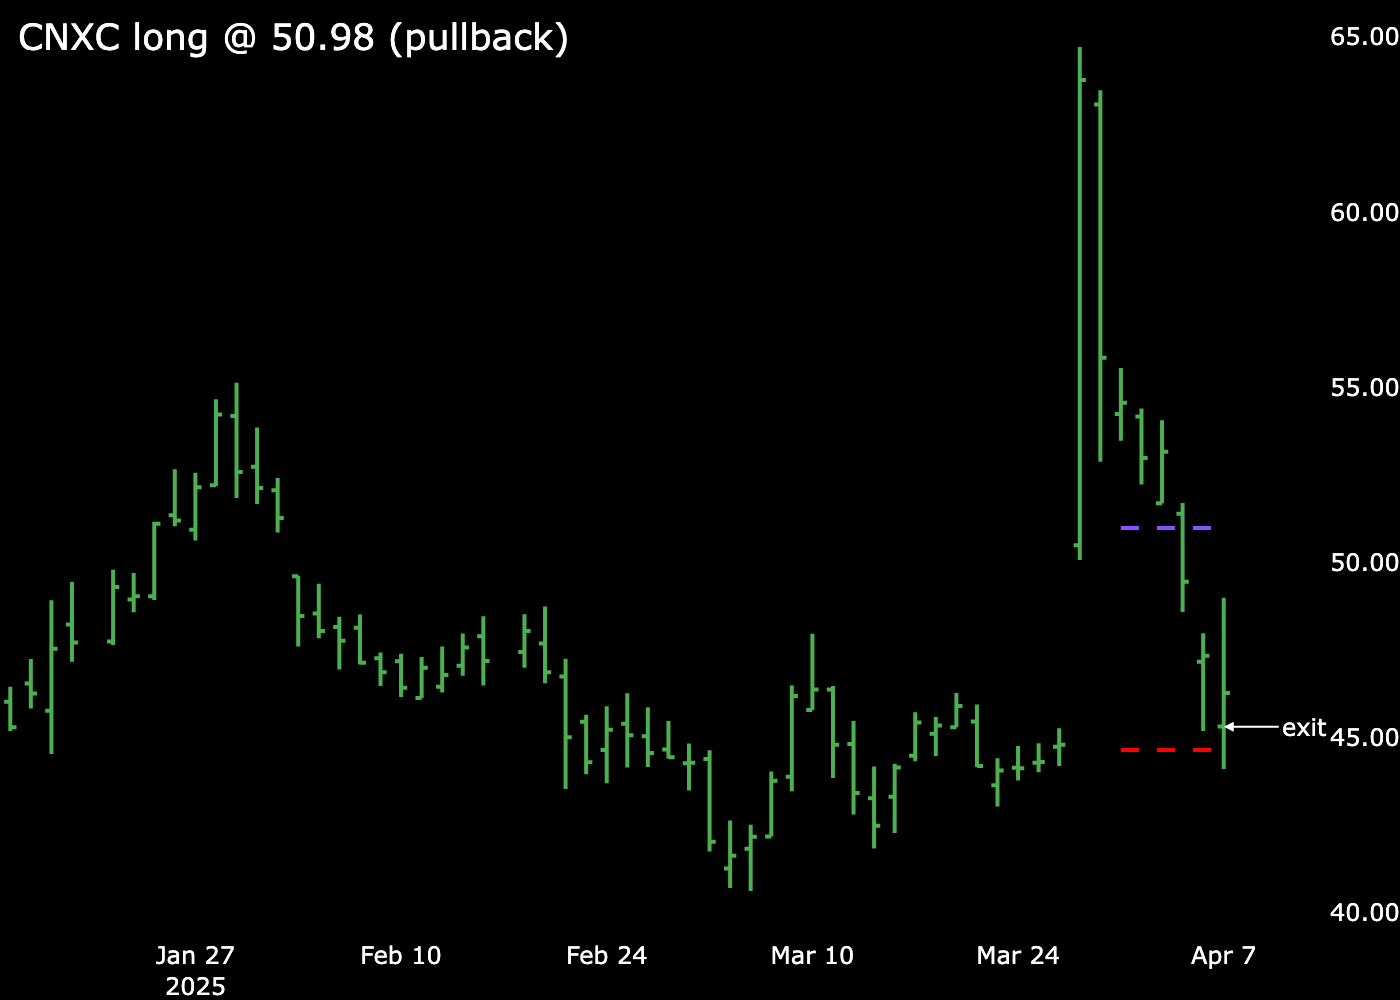 CNXC long @ 50.98 (pullback)
65.00
60.00
55.00
50.00
45.00
40.00
exit
Jan 27
2025
Feb 10
Feb 24
Mar 10
Mar 24
Apr 7